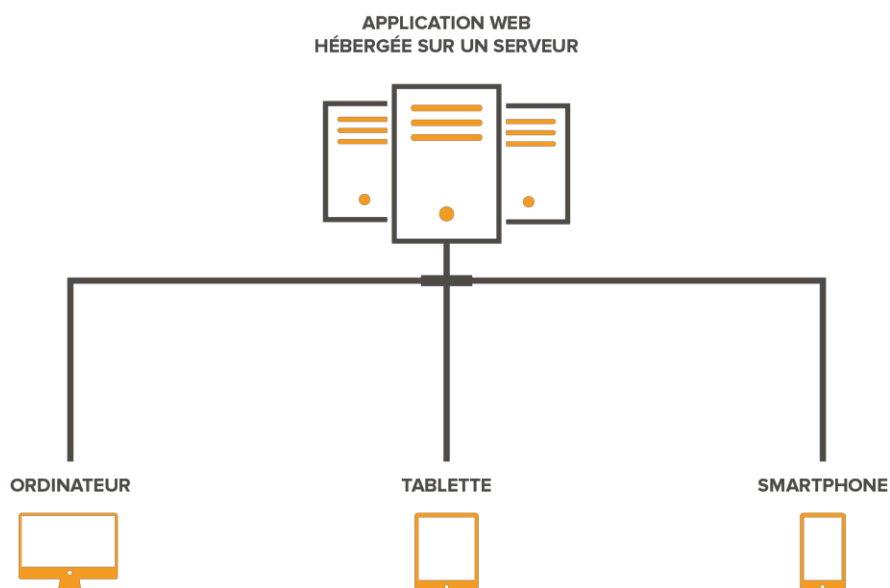 APPLICATION WEB
HÉBERGÉE SUR UN SERVEUR
ORDINATEUR
TABLETTE
SMARTPHONE